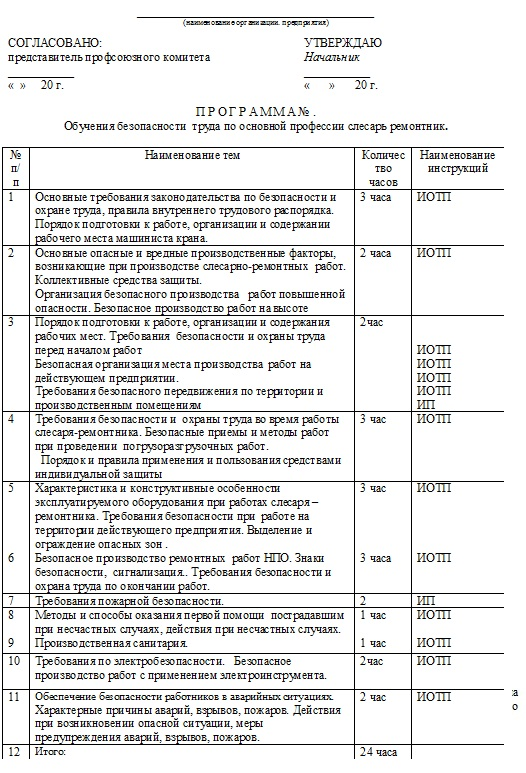 (наименование организации. предприятия)
СОГЛАСОВАНО: УТВЕРЖДАЮ
представитель профсоюзного комитета Начальник
« » 20 г. « » 20 г.
П Р О Г Р А М М А № .
Обучения безопасности труда по основной профессии слесарь ремонтник.
№ Наименование тем Количес Наименование
п/ тво инструкций
п часов
1 Основные требования законодательства по безопасности и 3 часа ИОТП
охране труда, правила внутреннего трудового распорядка.
Порядок подготовки к работе, организации и содержании
рабочего места машиниста крана.
2 Основные опасные и вредные производственные факторы, 2 часа ИОТП
возникающие при производстве слесарно-ремонтных работ.
Коллективные средства защиты.
Организация безопасного производства работ повышенной
опасности. Безопасное производство работ на высоте
3 Порядок подготовки к работе, организации и содержания 2час
рабочих мест. Требования безопасности и охраны труда
перед началом работ ИОТП
Безопасная организация места производства работ на ИОТП
действующем предприятии. ИОТП
Требования безопасного передвижения по территории и ИОТП
производственным помещениям ИП
4 Требования безопасности и охраны труда во время работы 3 час ИОТП
слесаря-ремонтника. Безопасные приемы и методы работ
при проведении погрузоразгрузочных работ.
Порядок и правила применения и пользования средствами
индивидуальной защиты
5 Характеристика и конструктивные особенности 3 час ИОТП
эксплуатируемого оборудования при работах слесаря –
ремонтника. Требования безопасности при работе на
территории действующего предприятия. Выделение и
ограждение опасных зон .
6 Безопасное производство ремонтных работ НПО. Знаки 3 часа ИОТП
безопасности, сигнализация.. Требования безопасности и
охрана труда по окончании работ.
7 Требования пожарной безопасности. 2 ИП
8 Методы и способы оказания первой помощи пострадавшим 1 час ИОТП
при несчастных случаях, действия при несчастных случаях.
9 Производственная санитария. 1 час ИОТП
10 Требования по электробезопасности. Безопасное 2час ИОТП
производство работ с применением электроинструмента.
11 Обеспечение безопасности работников в аварийных ситуациях. 2 час ИОТП
Характерные причины аварий, взрывов, пожаров. Действия
при возникновении опасной ситуации, меры
предупреждения аварий, взрывов, пожаров.
12 Итого: 24 часа